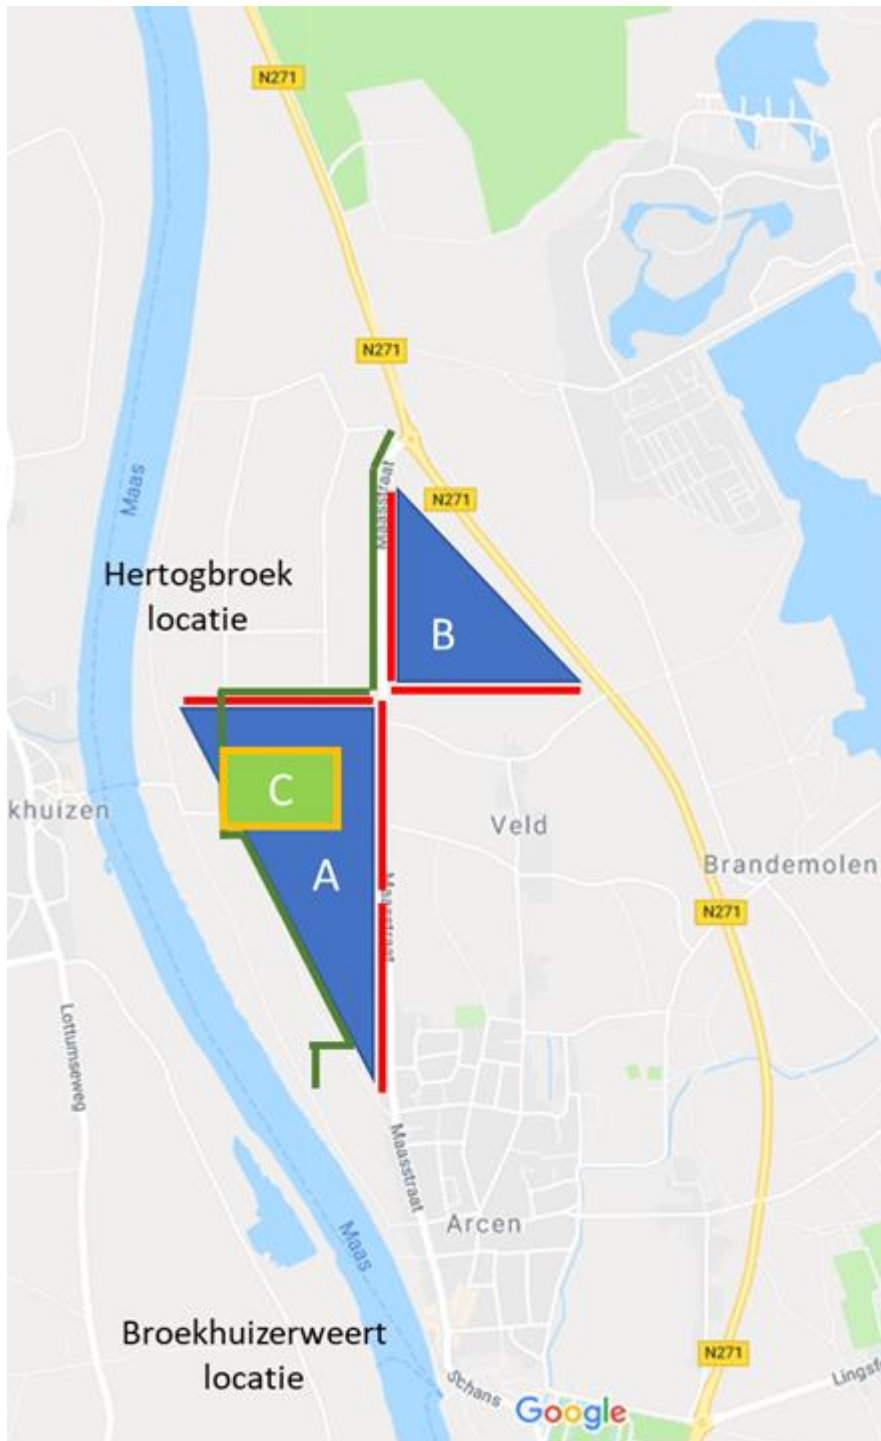 N271
N271
Maas
Maasstraat
N271
Hertogbroek
locatie
B
C
khuizen
Veld
A
Brandemolen
Maasstraat
N271
Lottumseweg
Maasstraat
Arcen
Maas
Broekhuizerweert
locatie
N271
Schans
Lingsf
Google